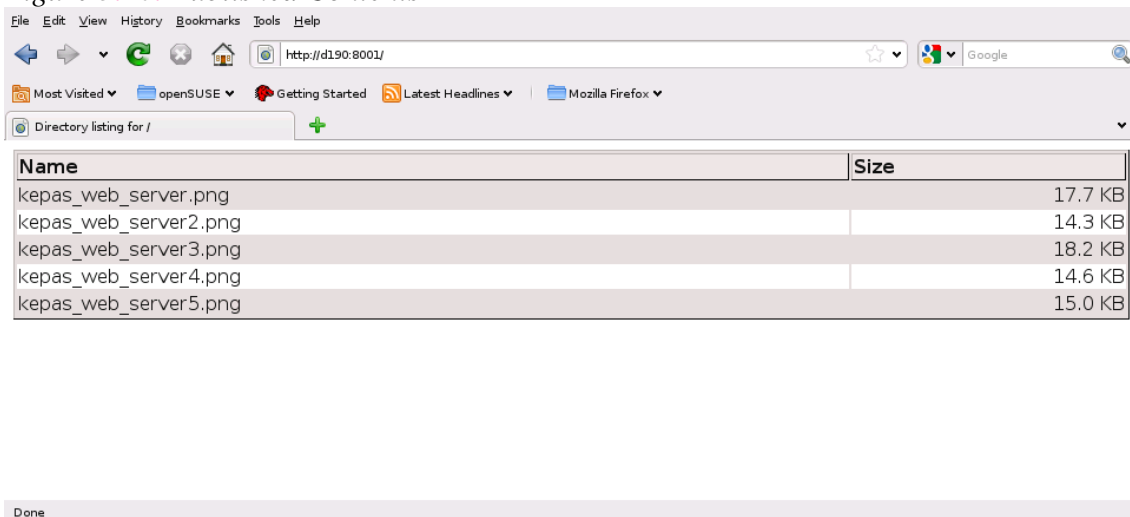 File Edit View History Bookmarks Tools Help
http://d190:8001/ Google
Most Visited openSUSE Getting Started Latest Headlines Mozilla Firefox
Directory listing for /
Name Size
kepas_web_server.png 17.7 KB
kepas_web_server2.png 14.3 KB
kepas_web_server3.png 18.2 KB
kepas_web_server4.png 14.6 KB
kepas_web_server5.png 15.0 KB
Done